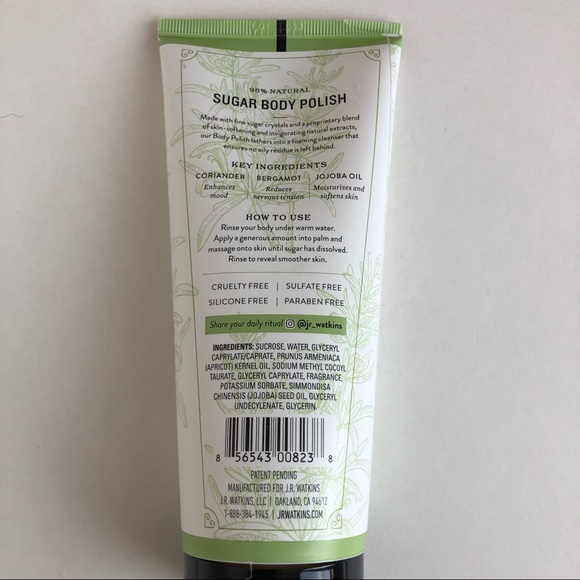 98% NATURAL
SUGAR BODY POLISH
Made with fine sugar crystals and a proprietary blend
of skin-softening and invigorating natural extracts,
our Body Polish lathers into a foaming cleanser that
ensures no oily residue is left behind.
KEY INGREDIENTS
CORIANDER | BERGAMOT | JOJOBA OIL
Enhances Reduces Moisturizes and
mood nervous tension softens skin
HOW TO USE
Rinse your body under warm water.
Apply a generous amount into palm and
massage onto skin until sugar has dissolved.
Rinse to reveal smoother skin.
CRUELTY FREE | SULFATE FREE
SILICONE FREE | PARABEN FREE
Share your daily ritual @jr_watkins
INGREDIENTS: SUCROSE, WATER, GLYCERYL
CAPRYLATE/CAPRATE, PRUNUS ARMENIACA
(APRICOT) KERNEL OIL, SODIUM METHYL COCOYL
TAURATE, GLYCERYL CAPRYLATE, FRAGRANCE,
POTASSIUM SORBATE, SIMMONDSIA
CHINENSIS (JOJOBA) SEED OIL, GLYCERYL
UNDECYLENATE, GLYCERIN.
8 56543 00823 8
PATENT PENDING
MANUFACTURED FOR J.R. WATKINS
J.R. WATKINS, LLC | OAKLAND, CA 94612
1-888-384-1945 | JRWATKINS.COM